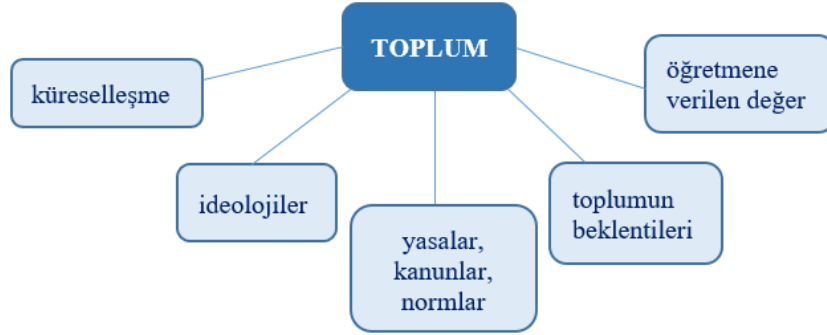 TOPLUM
küreselleşme
ideolojiler
yasalar,
kanunlar,
normlar
toplumun
beklentileri
öğretmene
verilen değer